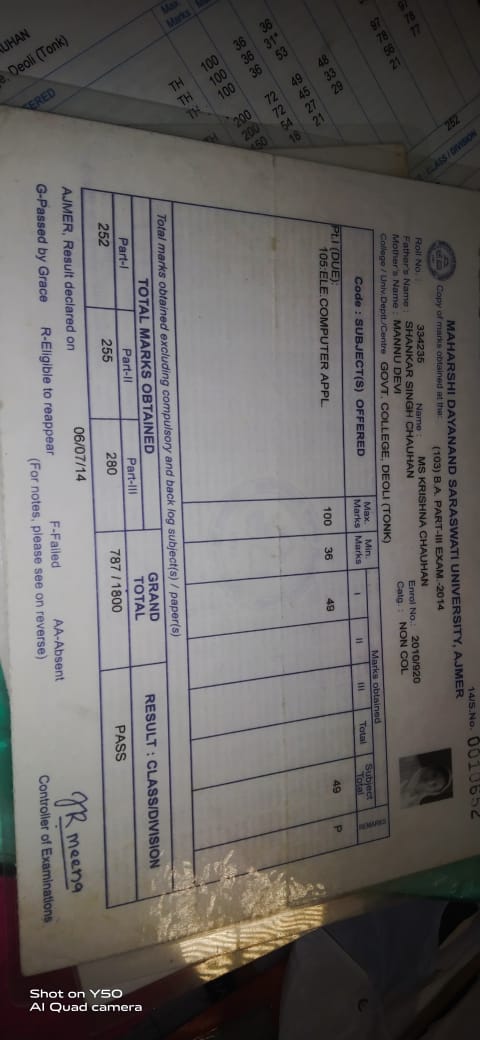 14/S.No. 0010652
MAHARSHI DAYANAND SARASWATI UNIVERSITY, AJMER
Copy of marks obtained at the: (103) B.A. PART-III EXAM.-2014
Roll No. 334235 Name : MS KRISHNA CHAUHAN Enrol No.: 2010/920
Father's Name : SHANKAR SINGH CHAUHAN Catg : NON COL
Mother's Name : MANNU DEVI
College / Univ.Deptt./Centre GOVT. COLLEGE, DEOLI (TONK)
Code : SUBJECT(S) OFFERED Max. Marks Min. Marks Marks obtained I II III Total Subject Total REMARKS
PLI (DUE):
105:ELE.COMPUTER APPL. 100 36 49 49 P
Total marks obtained excluding compulsory and back log subject(s) / paper(s)
TOTAL MARKS OBTAINED GRAND TOTAL RESULT : CLASS/DIVISION
Part-I Part-II Part-III
252 255 280 787 / 1800 PASS
AJMER, Result declared on 06/07/14
G-Passed by Grace R-Eligible to reappear F-Failed AA-Absent
(For notes, please see on reverse)
JR meena
Controller of Examinations
UHAN
Deoli (Tonk)
ERED
Max. Marks
TH 100 36 36
TH 100 36 31*
TH 100 36 53
200 72 49 48
200 72 45 33
150 54 27 29
18 21
252
CLASS / DIVISION
Shot on Y50
AI Quad camera